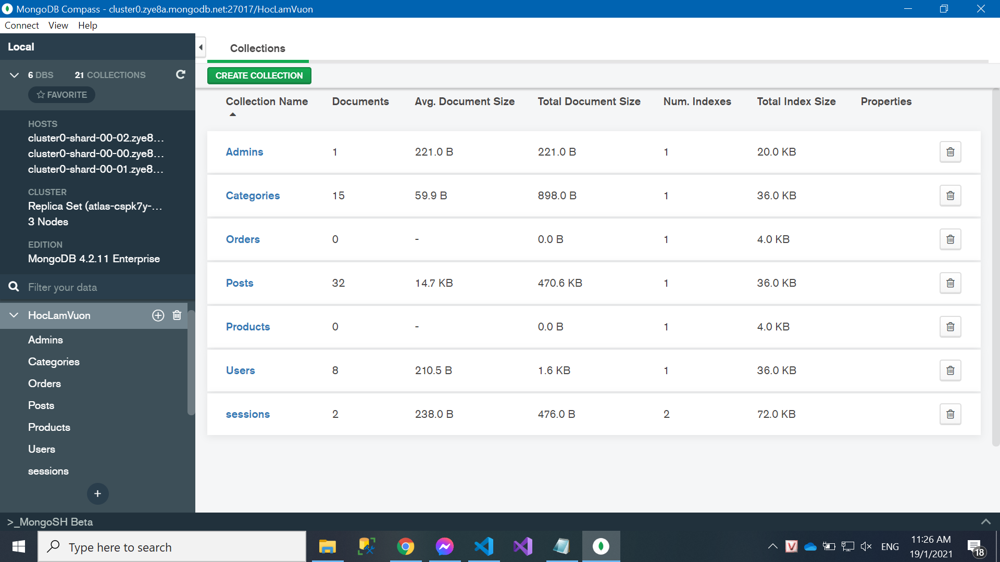 MongoDB Compass - cluster0.zye8a.mongodb.net:27017/HocLamVuon
Connect View Help
Local
6 DBS 21 COLLECTIONS
FAVORITE
HOSTS
cluster0-shard-00-02.zye8...
cluster0-shard-00-00.zye8...
cluster0-shard-00-01.zye8...
CLUSTER
Replica Set (atlas-cspk7y-...
3 Nodes
EDITION
MongoDB 4.2.11 Enterprise
Filter your data
HocLamVuon
Admins
Categories
Orders
Posts
Products
Users
sessions
+
Collections
CREATE COLLECTION
Collection Name Documents Avg. Document Size Total Document Size Num. Indexes Total Index Size Properties
Admins 1 221.0 B 221.0 B 1 20.0 KB
Categories 15 59.9 B 898.0 B 1 36.0 KB
Orders 0 - 0.0 B 1 4.0 KB
Posts 32 14.7 KB 470.6 KB 1 36.0 KB
Products 0 - 0.0 B 1 4.0 KB
Users 8 210.5 B 1.6 KB 1 36.0 KB
sessions 2 238.0 B 476.0 B 2 72.0 KB
>_MongoSH Beta
Type here to search
V
ENG
11:26 AM
19/1/2021
18